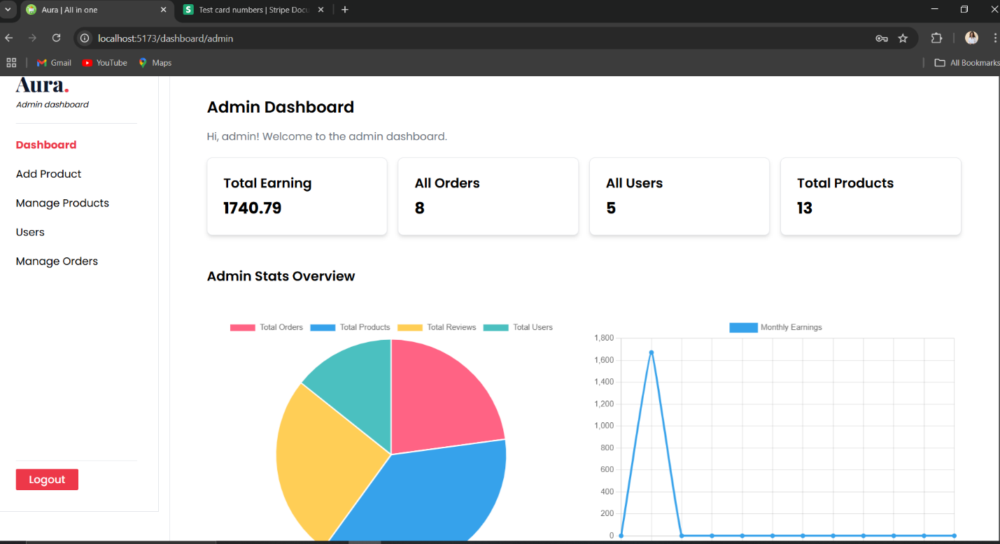 Aura | All in one
Test card numbers | Stripe Docu
localhost:5173/dashboard/admin
Gmail
YouTube
Maps
All Bookmarks
Aura.
Admin dashboard
Dashboard
Add Product
Manage Products
Users
Manage Orders
Logout
Admin Dashboard
Hi, admin! Welcome to the admin dashboard.
Total Earning
1740.79
All Orders
8
All Users
5
Total Products
13
Admin Stats Overview
Total Orders Total Products Total Reviews Total Users
Monthly Earnings
1,800
1,600
1,400
1,200
1,000
800
600
400
200
0